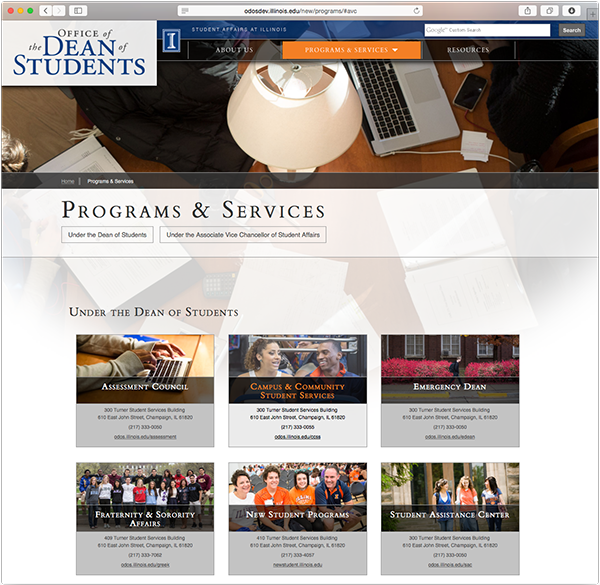 odosdev.illinois.edu/new/programs/#avc
OFFICE of
the DEAN of
STUDENTS
I
STUDENT AFFAIRS AT ILLINOIS
Google Custom Search
Search
ABOUT US
PROGRAMS & SERVICES
RESOURCES
Home
Programs & Services
PROGRAMS & SERVICES
Under the Dean of Students
Under the Associate Vice Chancellor of Student Affairs
UNDER THE DEAN OF STUDENTS
ASSESSMENT COUNCIL
300 Turner Student Services Building
610 East John Street, Champaign, IL 61820
(217) 333-0050
odos.illinois.edu/assessment
CAMPUS & COMMUNITY
STUDENT SERVICES
300 Turner Student Services Building
610 East John Street, Champaign, IL 61820
(217) 333-0055
odos.illinois.edu/ccss
EMERGENCY DEAN
300 Turner Student Services Building
610 East John Street, Champaign, IL 61820
(217) 333-0050
odos.illinois.edu/edean
FRATERNITY & SORORITY
AFFAIRS
409 Turner Student Services Building
610 East John Street, Champaign, IL 61820
(217) 333-7062
odos.illinois.edu/greek
NEW STUDENT PROGRAMS
410 Turner Student Services Building
610 East John Street, Champaign, IL 61820
(217) 333-4057
newstudent.illinois.edu
STUDENT ASSISTANCE CENTER
300 Turner Student Services Building
610 East John Street, Champaign, IL 61820
(217) 333-0050
odos.illinois.edu/sac